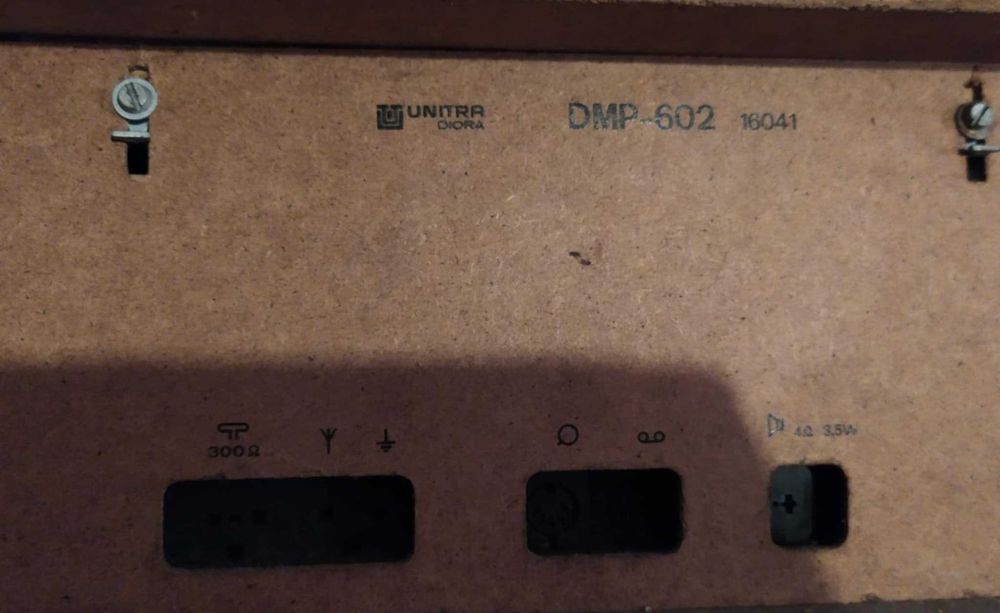 UNITRA
DIORA
DMP-602 16041
300Ω
4Ω 3,5W